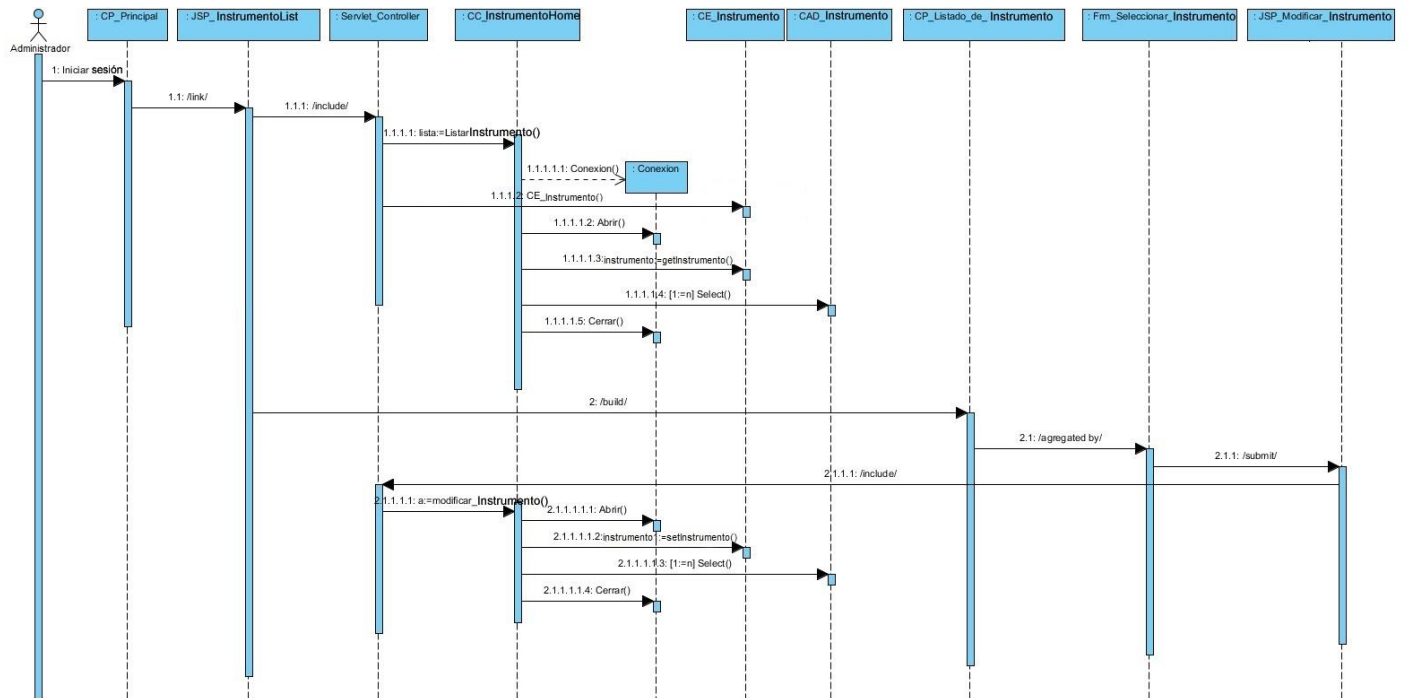 : CP_Principal
: JSP_ InstrumentoList
: Servlet_Controller
: CC_InstrumentoHome
: CE_Instrumento
: CAD_Instrumento
: CP_Listado_de_ Instrumento
: Frm_Seleccionar_Instrumento
: JSP_Modificar_Instrumento
Administrador
1: Iniciar sesión
1.1: /link/
1.1.1: /include/
1.1.1.1: lista:=ListarInstrumento()
1.1.1.1.1: Conexion()
: Conexion
1.1.1.2: CE_Instrumento()
1.1.1.1.2: Abrir()
1.1.1.1.3:instrumento:=getInstrumento()
1.1.1.1.4: [1:=n] Select()
1.1.1.1.5: Cerrar()
2: /build/
2.1: /agregated by/
2.1.1: /submit/
2.1.1.1: /include/
2.1.1.1.1: a:=modificar_Instrumento()
2.1.1.1.1.1: Abrir()
2.1.1.1.1.2:instrumento1:=setInstrumento()
2.1.1.1.1.3: [1:=n] Select()
2.1.1.1.1.4: Cerrar()